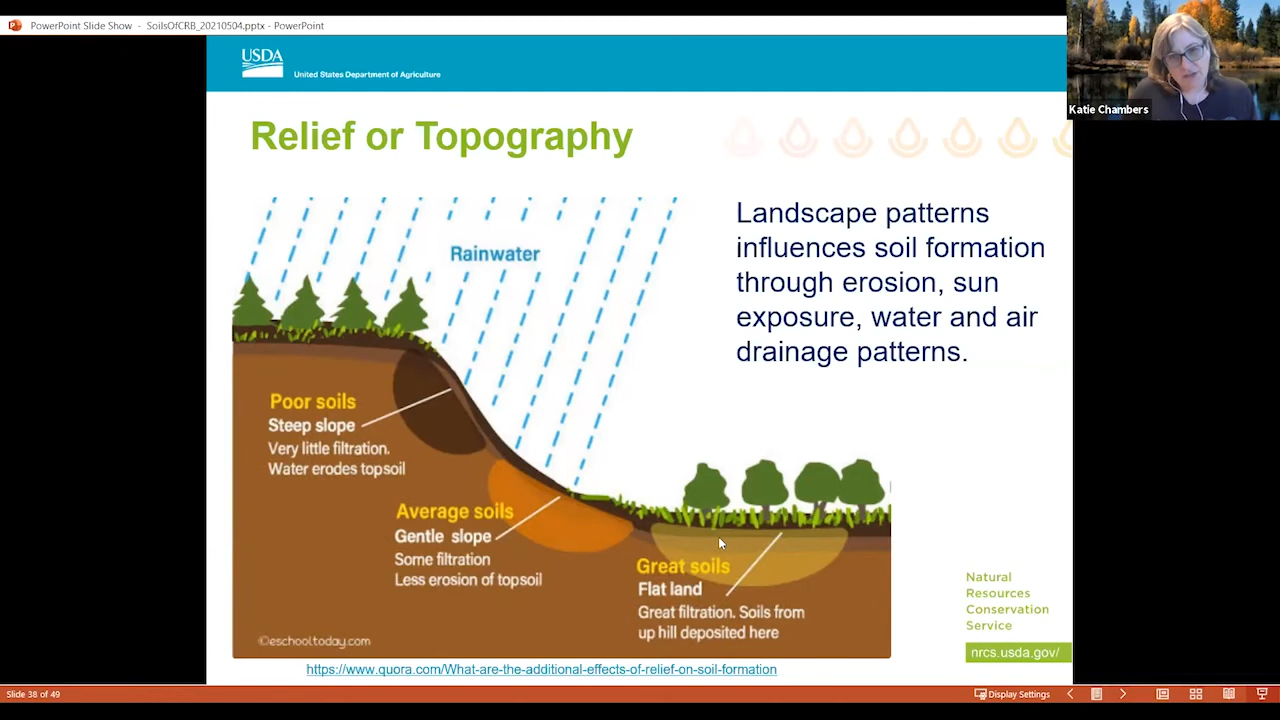 PowerPoint Slide Show - SoilsOfCRB_20210504.pptx - PowerPoint
Katie Chambers
USDA
United States Department of Agriculture
Relief or Topography
Rainwater
Landscape patterns
influences soil formation
through erosion, sun
exposure, water and air
drainage patterns.
Poor soils
Steep slope
Very little filtration.
Water erodes topsoil
Average soils
Gentle slope
Some filtration
Less erosion of topsoil
Great soils
Flat land
Great filtration. Soils from
up hill deposited here
©eschooltoday.com
Natural
Resources
Conservation
Service
nrcs.usda.gov/
https://www.quora.com/What-are-the-additional-effects-of-relief-on-soil-formation
Slide 38 of 49
Display Settings